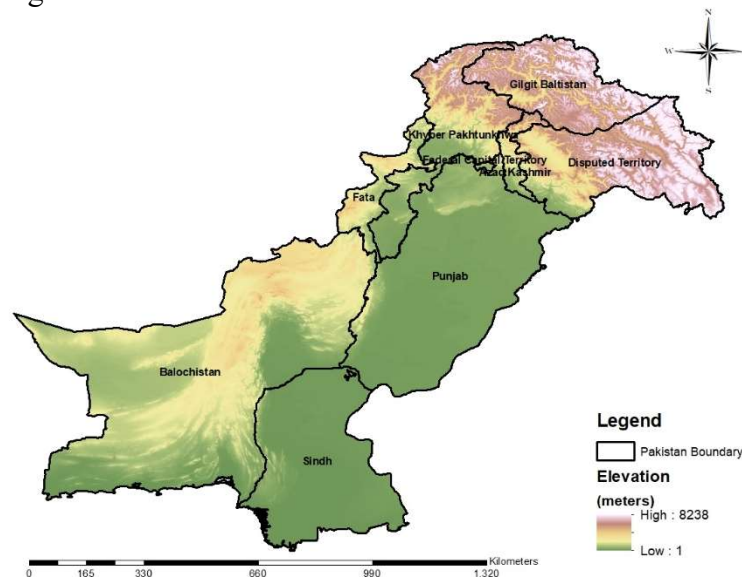 g
N
W
E
S
Gilgit Baltistan
Khyber Pakhtunkhwa
Federal Capital Territory
Disputed Territory
Azad Kashmir
Fata
Punjab
Balochistan
Sindh
Legend
Pakistan Boundary
Elevation
(meters)
High : 8238
Low : 1
Kilometers
0 165 330 660 990 1.320